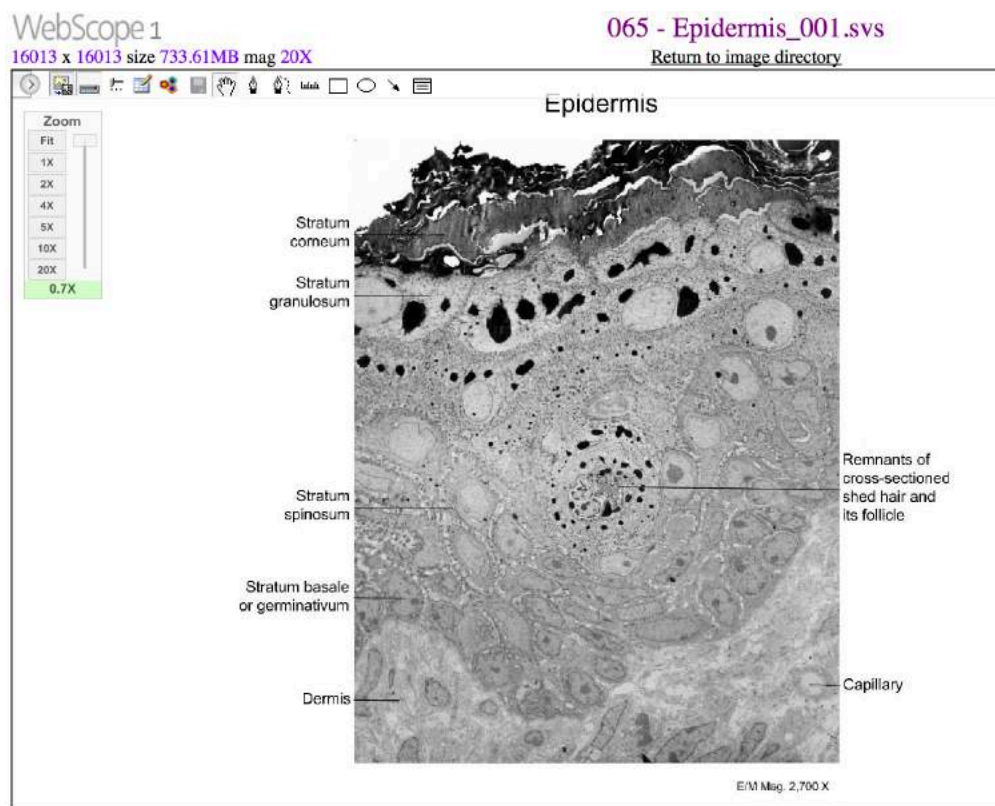 WebScope 1
16013 x 16013 size 733.61MB mag 20X
065 - Epidermis_001.svs
Return to image directory
Zoom
Fit
1X
2X
4X
5X
10X
20X
0.7X
Epidermis
Stratum
corneum
Stratum
granulosum
Stratum
spinosum
Stratum basale
or germinativum
Dermis
Remnants of
cross-sectioned
shed hair and
its follicle
Capillary
E/M Mag. 2,700 X